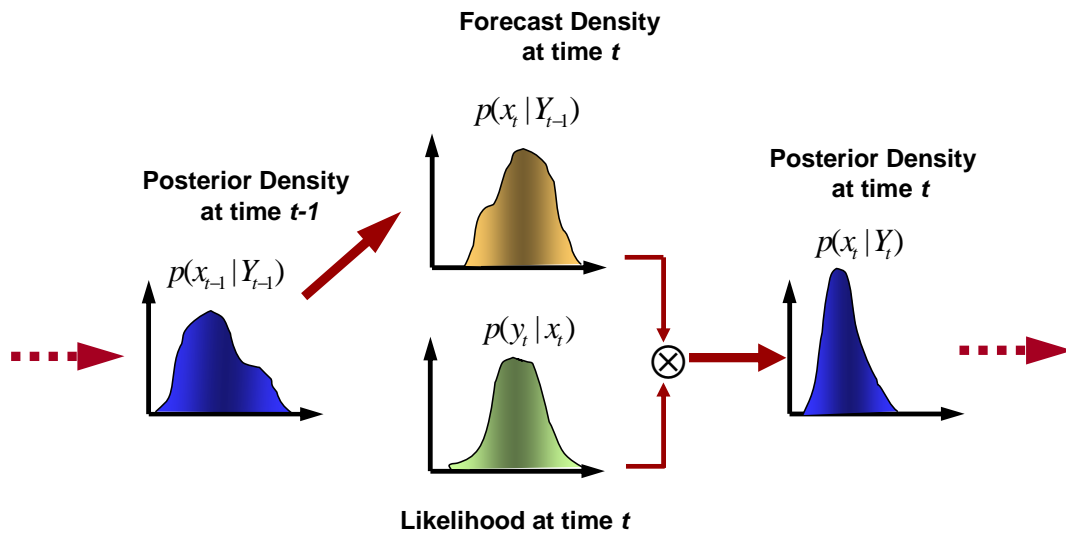 Forecast Density
at time t
p(x_t | Y_{t-1})
Posterior Density
at time t-1
p(x_{t-1} | Y_{t-1})
p(y_t | x_t)
Likelihood at time t
Posterior Density
at time t
p(x_t | Y_t)